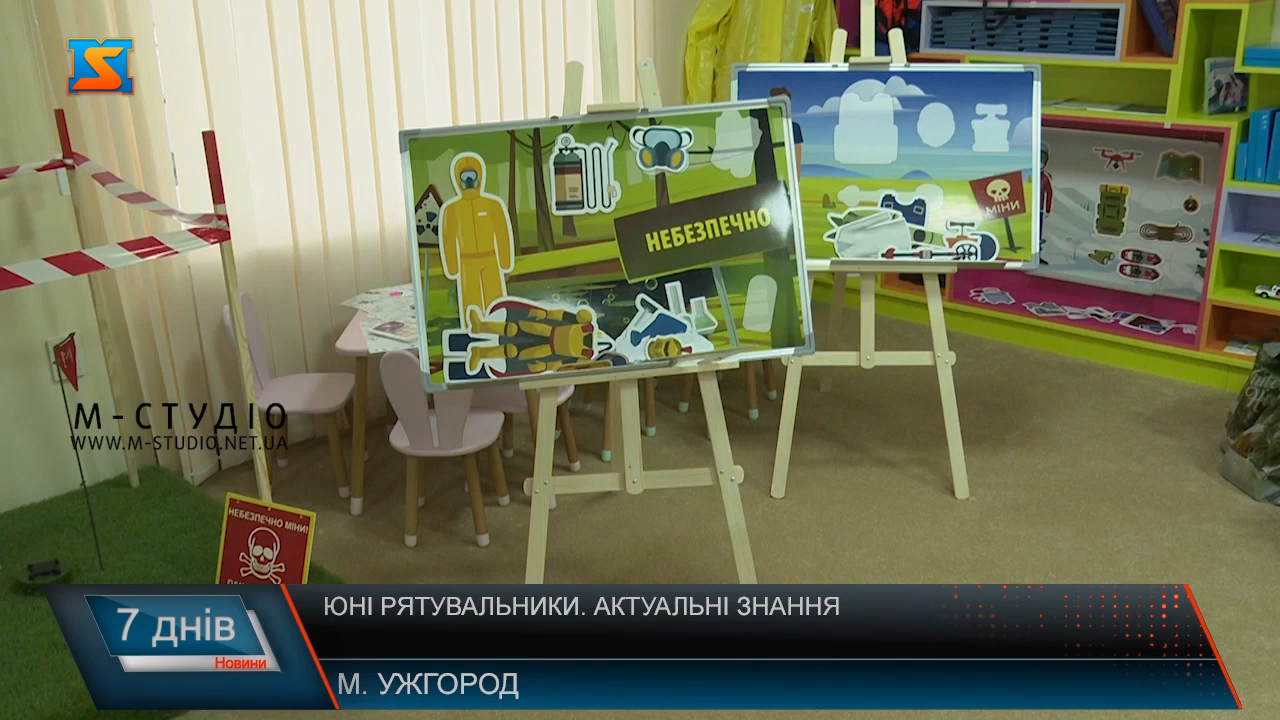 НЕБЕЗПЕЧНО
МІНИ
М-СТУДІО
WWW.M-STUDIO.NET.UA
НЕБЕЗПЕЧНО МІНИ!
7 днів
Новини
ЮНІ РЯТУВАЛЬНИКИ. АКТУАЛЬНІ ЗНАННЯ
М. УЖГОРОД